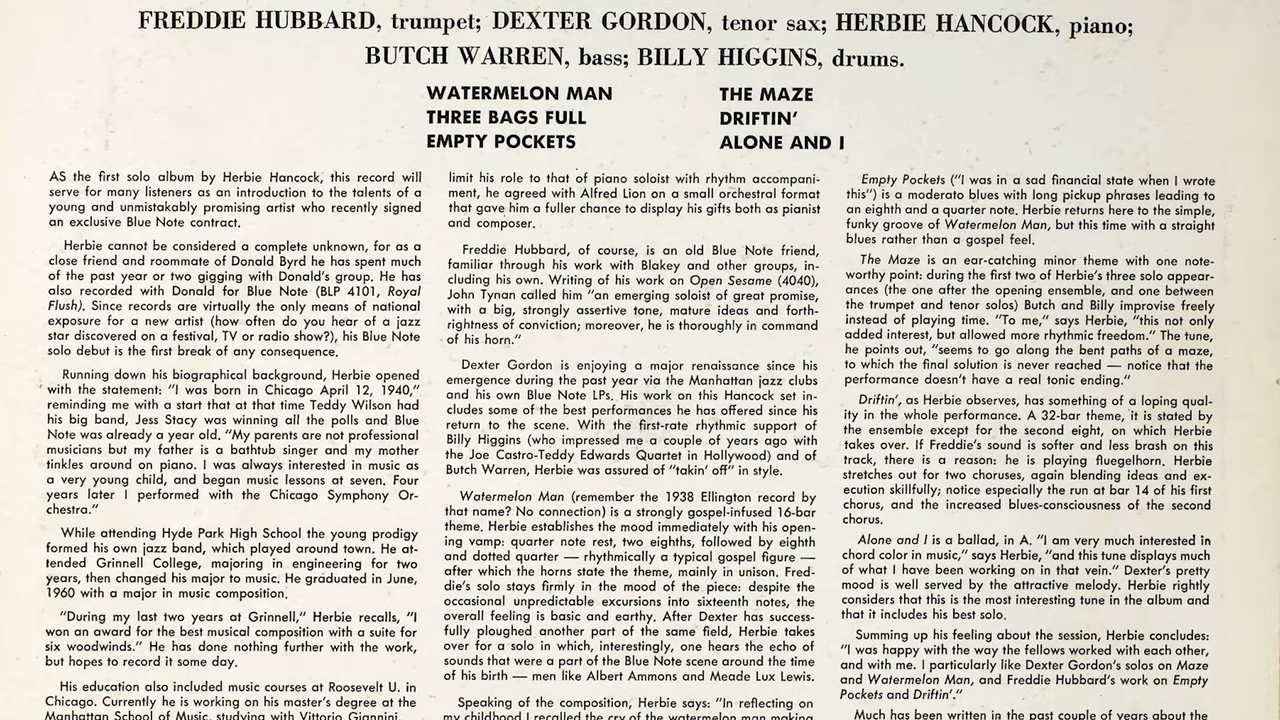 FREDDIE HUBBARD, trumpet; DEXTER GORDON, tenor sax; HERBIE HANCOCK, piano;
BUTCH WARREN, bass; BILLY HIGGINS, drums.
WATERMELON MAN
THREE BAGS FULL
EMPTY POCKETS
THE MAZE
DRIFTIN'
ALONE AND I
AS the first solo album by Herbie Hancock, this record will
serve for many listeners as an introduction to the talents of a
young and unmistakably promising artist who recently signed
an exclusive Blue Note contract.
Herbie cannot be considered a complete unknown, for as a
close friend and roommate of Donald Byrd he has spent much
of the past year or two gigging with Donald's group. He has
also recorded with Donald for Blue Note (BLP 4101, Royal
Flush). Since records are virtually the only means of national
exposure for a new artist (how often do you hear of a jazz
star discovered on a festival, TV or radio show?), his Blue Note
solo debut is the first break of any consequence.
Running down his biographical background, Herbie opened
with the statement: "I was born in Chicago April 12, 1940,"
reminding me with a start that at that time Teddy Wilson had
his big band, Jess Stacy was winning all the polls and Blue
Note was already a year old. "My parents are not professional
musicians but my father is a bathtub singer and my mother
tinkles around on piano. I was always interested in music as
a very young child, and began music lessons at seven. Four
years later I performed with the Chicago Symphony Or-
chestra."
While attending Hyde Park High School the young prodigy
formed his own jazz band, which played around town. He at-
tended Grinnell College, majoring in engineering for two
years, then changed his major to music. He graduated in June,
1960 with a major in music composition.
"During my last two years at Grinnell," Herbie recalls, "I
won an award for the best musical composition with a suite for
six woodwinds." He has done nothing further with the work,
but hopes to record it some day.
His education also included music courses at Roosevelt U. in
Chicago. Currently he is working on his master's degree at the
Manhattan School of Music, studying with Vittorio Giannini.
limit his role to that of piano soloist with rhythm accompani-
ment, he agreed with Alfred Lion on a small orchestral format
that gave him a fuller chance to display his gifts both as pianist
and composer.
Freddie Hubbard, of course, is an old Blue Note friend,
familiar through his work with Blakey and other groups, in-
cluding his own. Writing of his work on Open Sesame (4040),
John Tynan called him "an emerging soloist of great promise,
with a big, strongly assertive tone, mature ideas and forth-
rightness of conviction; moreover, he is thoroughly in command
of his horn."
Dexter Gordon is enjoying a major renaissance since his
emergence during the past year via the Manhattan jazz clubs
and his own Blue Note LPs. His work on this Hancock set in-
cludes some of the best performances he has offered since his
return to the scene. With the first-rate rhythmic support of
Billy Higgins (who impressed me a couple of years ago with
the Joe Castro-Teddy Edwards Quartet in Hollywood) and of
Butch Warren, Herbie was assured of "takin' off" in style.
Watermelon Man (remember the 1938 Ellington record by
that name? No connection) is a strongly gospel-infused 16-bar
theme. Herbie establishes the mood immediately with his open-
ing vamp: quarter note rest, two eighths, followed by eighth
and dotted quarter — rhythmically a typical gospel figure —
after which the horns state the theme, mainly in unison. Fred-
die's solo stays firmly in the mood of the piece: despite the
occasional unpredictable excursions into sixteenth notes, the
overall feeling is basic and earthy. After Dexter has success-
fully ploughed another part of the same field, Herbie takes
over for a solo in which, interestingly, one hears the echo of
sounds that were a part of the Blue Note scene around the time
of his birth — men like Albert Ammons and Meade Lux Lewis.
Speaking of the composition, Herbie says: "In reflecting on
my childhood I recalled the cry of the watermelon man making
Empty Pockets ("I was in a sad financial state when I wrote
this") is a moderato blues with long pickup phrases leading to
an eighth and a quarter note. Herbie returns here to the simple,
funky groove of Watermelon Man, but this time with a straight
blues rather than a gospel feel.
The Maze is an ear-catching minor theme with one note-
worthy point: during the first two of Herbie's three solo appear-
ances (the one after the opening ensemble, and one between
the trumpet and tenor solos) Butch and Billy improvise freely
instead of playing time. "To me," says Herbie, "this not only
added interest, but allowed more rhythmic freedom." The tune,
he points out, "seems to go along the bent paths of a maze,
to which the final solution is never reached — notice that the
performance doesn't have a real tonic ending."
Driftin', as Herbie observes, has something of a loping qual-
ity in the whole performance. A 32-bar theme, it is stated by
the ensemble except for the second eight, on which Herbie
takes over. If Freddie's sound is softer and less brash on this
track, there is a reason: he is playing fluegelhorn. Herbie
stretches out for two choruses, again blending ideas and ex-
ecution skillfully; notice especially the run at bar 14 of his first
chorus, and the increased blues-consciousness of the second
chorus.
Alone and I is a ballad, in A. "I am very much interested in
chord color in music," says Herbie, "and this tune displays much
of what I have been working on in that vein." Dexter's pretty
mood is well served by the attractive melody. Herbie rightly
considers that this is the most interesting tune in the album and
that it includes his best solo.
Summing up his feeling about the session, Herbie concludes:
"I was happy with the way the fellows worked with each other,
and with me. I particularly like Dexter Gordon's solos on Maze
and Watermelon Man, and Freddie Hubbard's work on Empty
Pockets and Driftin'."
Much has been written in the past couple of years about the